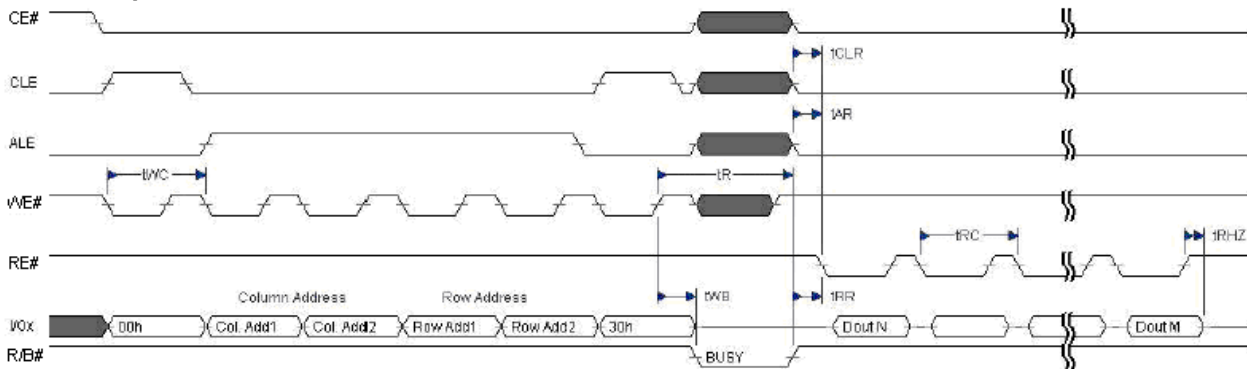 CE#
tCLR
CLE
tAR
ALE
tWC
tR
WE#
tRC
tRHZ
RE#
Column Address Row Address
tWB tRR
I/Ox 00h Col. Add1 Col. Add2 Row Add1 Row Add2 30h Dout N Dout M
R/B# BUSY